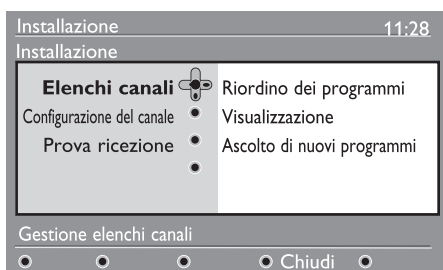 Installazione 11:28
Installazione
Elenchi canali Riordino dei programmi
Configurazione del canale Visualizzazione
Prova ricezione Ascolto di nuovi programmi
Gestione elenchi canali
Chiudi